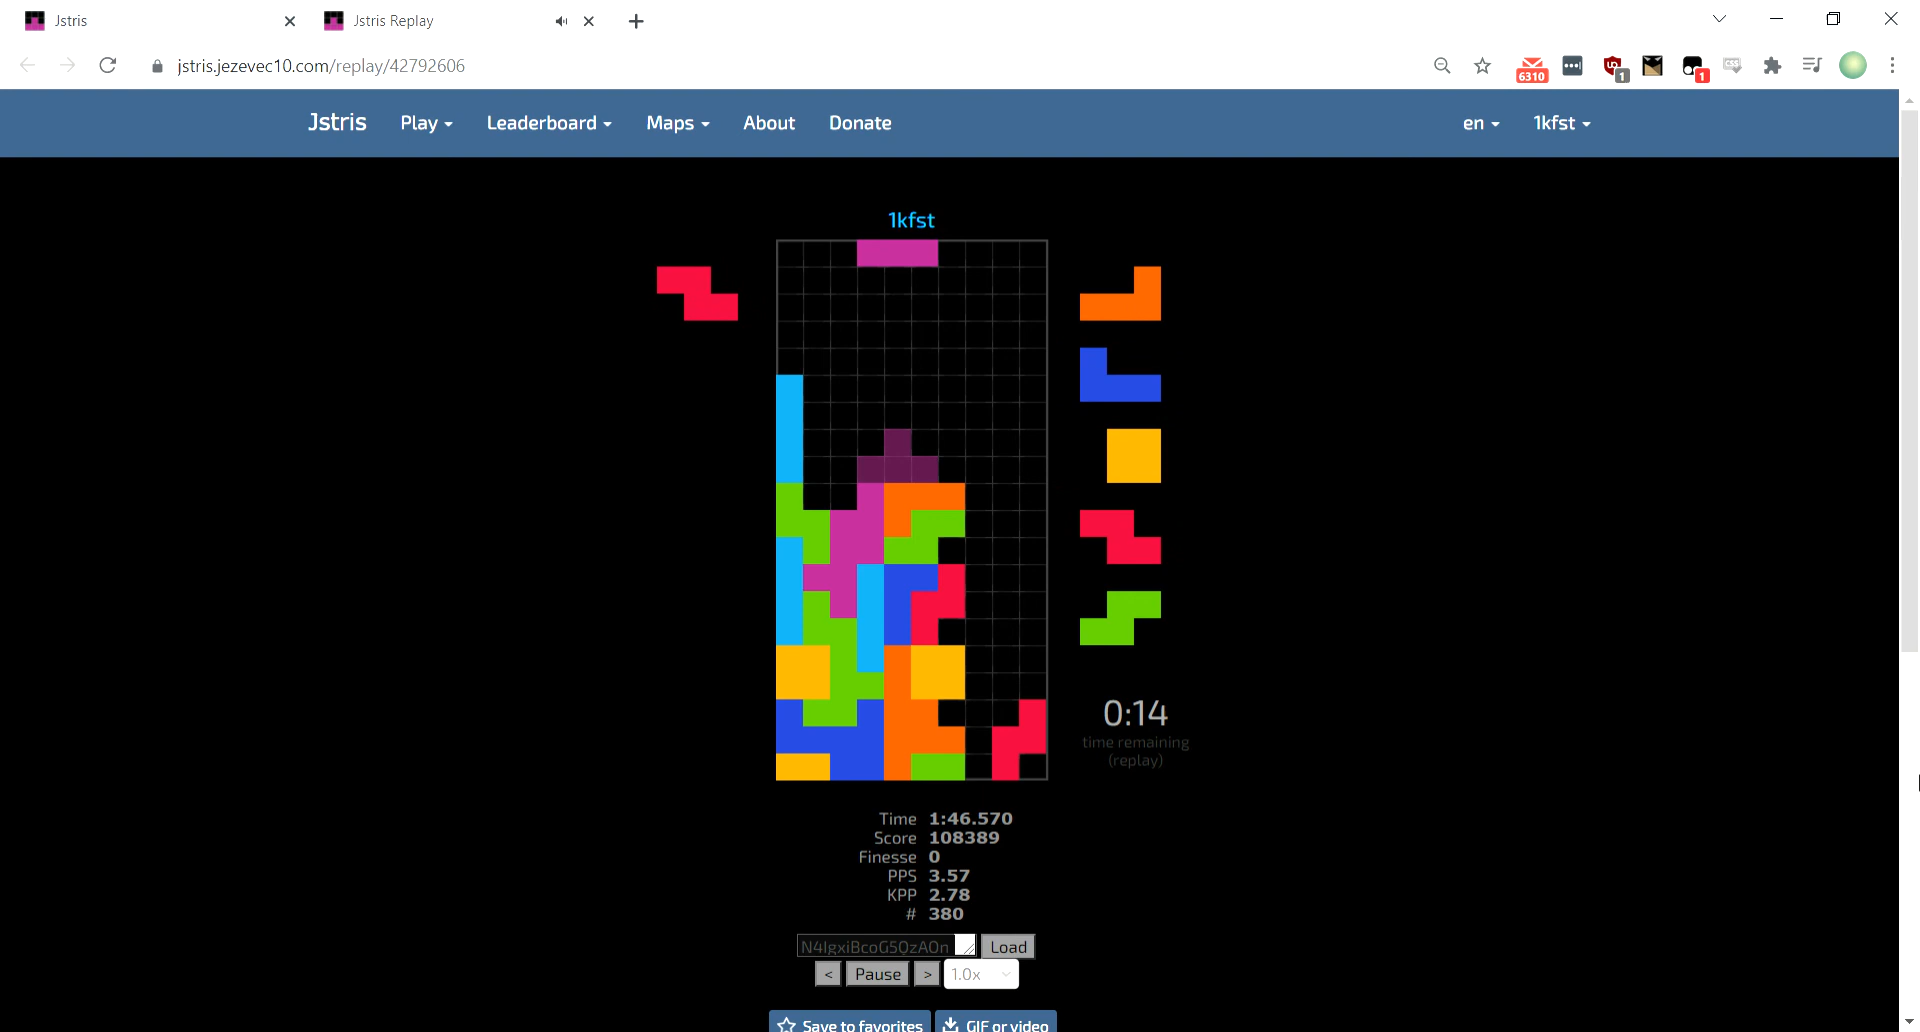 Jstris
Jstris Replay
jstris.jezevec10.com/replay/42792606
6310
1
1
Jstris Play Leaderboard Maps About Donate en 1kfst
1kfst
0:14
time remaining
(replay)
Time 1:46.570
Score 108389
Finesse 0
PPS 3.57
KPP 2.78
# 380
N4IgxiBcoG5QzAOn Load
< Pause > 1.0x
Save to favorites GIF or video